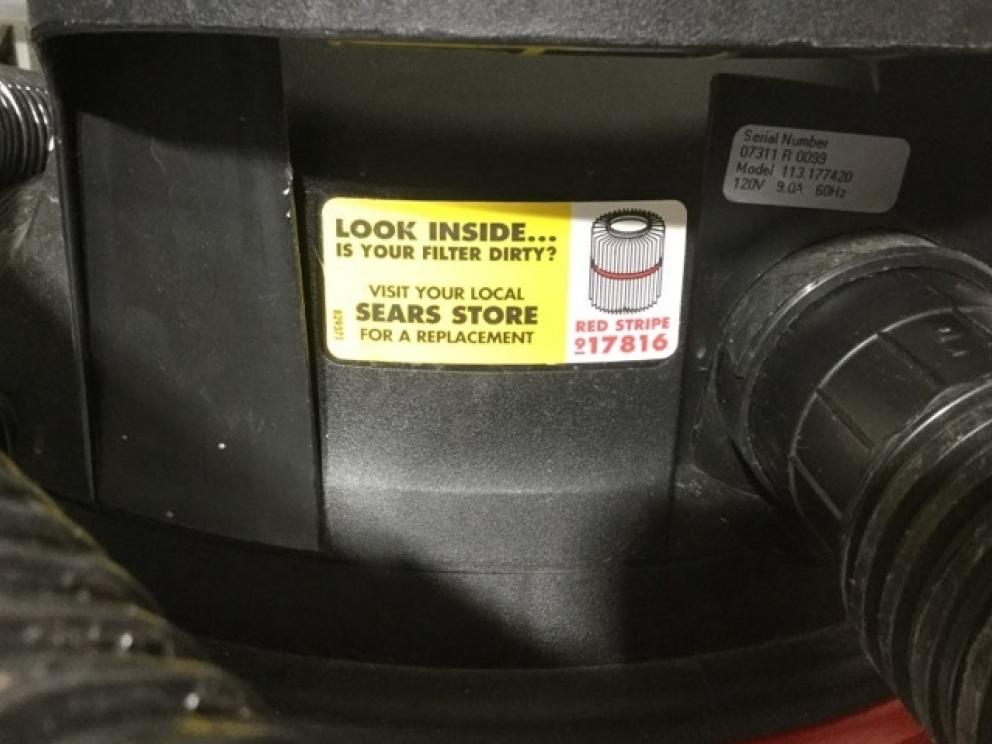 Serial Number
07311 R 0099
Model 113.177420
120V 9.0A 60Hz
LOOK INSIDE...
IS YOUR FILTER DIRTY?
VISIT YOUR LOCAL
SEARS STORE
FOR A REPLACEMENT
RED STRIPE
917816